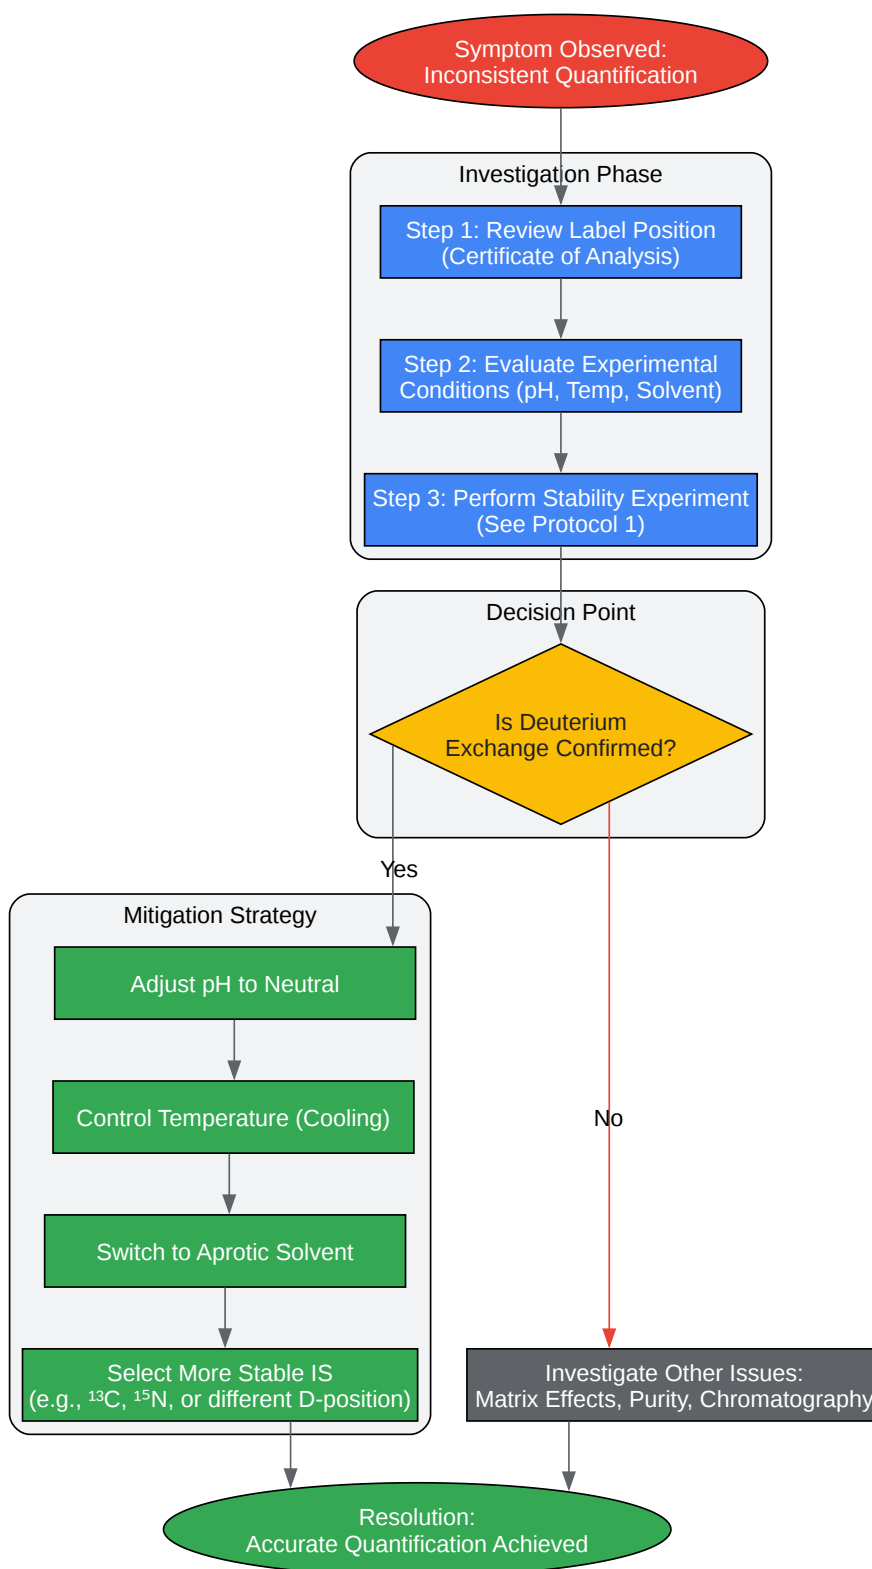 Symptom Observed:
Inconsistent Quantification
Investigation Phase
Step 1: Review Label Position
(Certificate of Analysis)
Step 2: Evaluate Experimental
Conditions (pH, Temp, Solvent)
Step 3: Perform Stability Experiment
(See Protocol 1)
Decision Point
Is Deuterium
Exchange Confirmed?
Yes
Mitigation Strategy
Adjust pH to Neutral
Control Temperature (Cooling)
No
Switch to Aprotic Solvent
Select More Stable IS
(e.g., ¹³C, ¹⁵N, or different D-position)
Investigate Other Issues:
Matrix Effects, Purity, Chromatography
Resolution:
Accurate Quantification Achieved